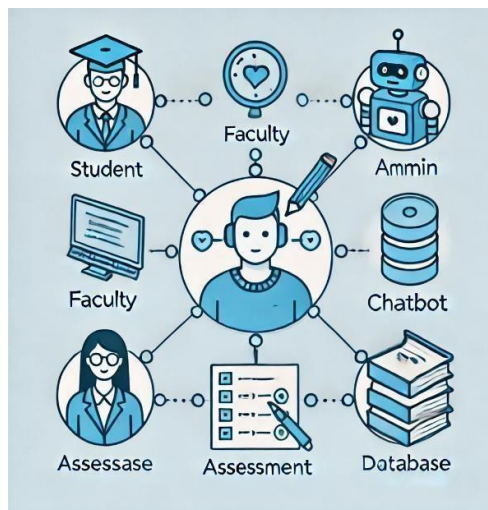 Faculty
Student
Ammin
Faculty
Chatbot
Assessase
Assessment
Database